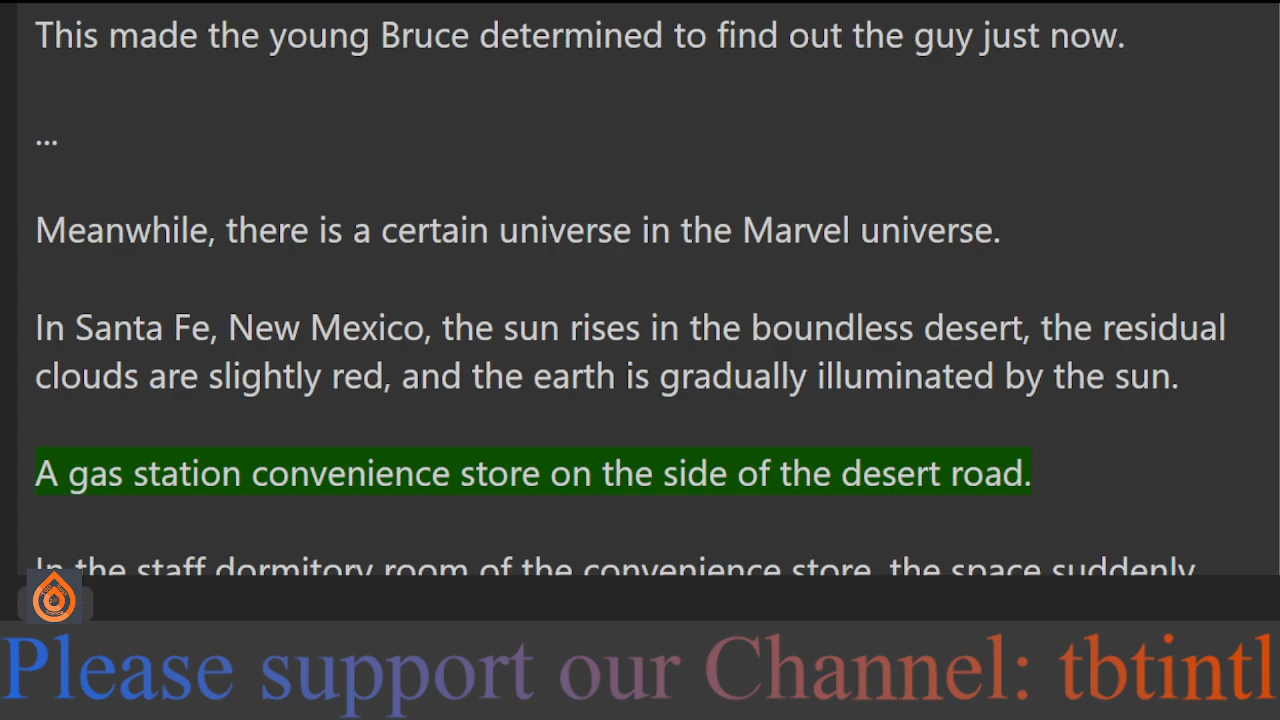 This made the young Bruce determined to find out the guy just now.
...
Meanwhile, there is a certain universe in the Marvel universe.
In Santa Fe, New Mexico, the sun rises in the boundless desert, the residual
clouds are slightly red, and the earth is gradually illuminated by the sun.
A gas station convenience store on the side of the desert road.
In the staff dormitory room of the convenience store, the space suddenly
Please support our Channel: tbtintl